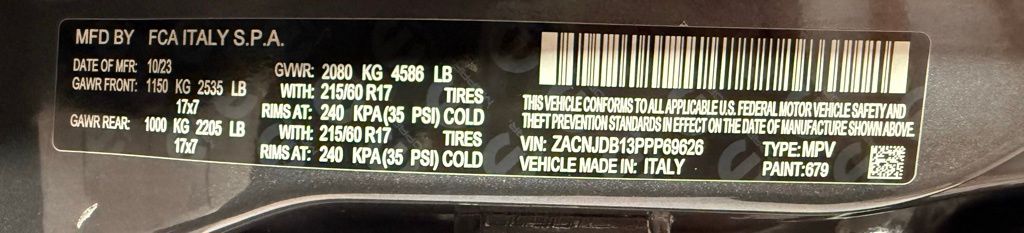 MFD BY FCA ITALY S.P.A.
DATE OF MFR: 10/23 GVWR: 2080 KG 4586 LB
GAWR FRONT: 1150 KG 2535 LB WITH: 215/60 R17 TIRES
17x7 RIMS AT: 240 KPA(35 PSI) COLD
GAWR REAR: 1000 KG 2205 LB WITH: 215/60 R17 TIRES
17x7 RIMS AT: 240 KPA(35 PSI) COLD
THIS VEHICLE CONFORMS TO ALL APPLICABLE U.S. FEDERAL MOTOR VEHICLE SAFETY AND
THEFT PREVENTION STANDARDS IN EFFECT ON THE DATE OF MANUFACTURE SHOWN ABOVE.
VIN: ZACNJDB13PPP69626 TYPE: MPV
VEHICLE MADE IN: ITALY PAINT: 679